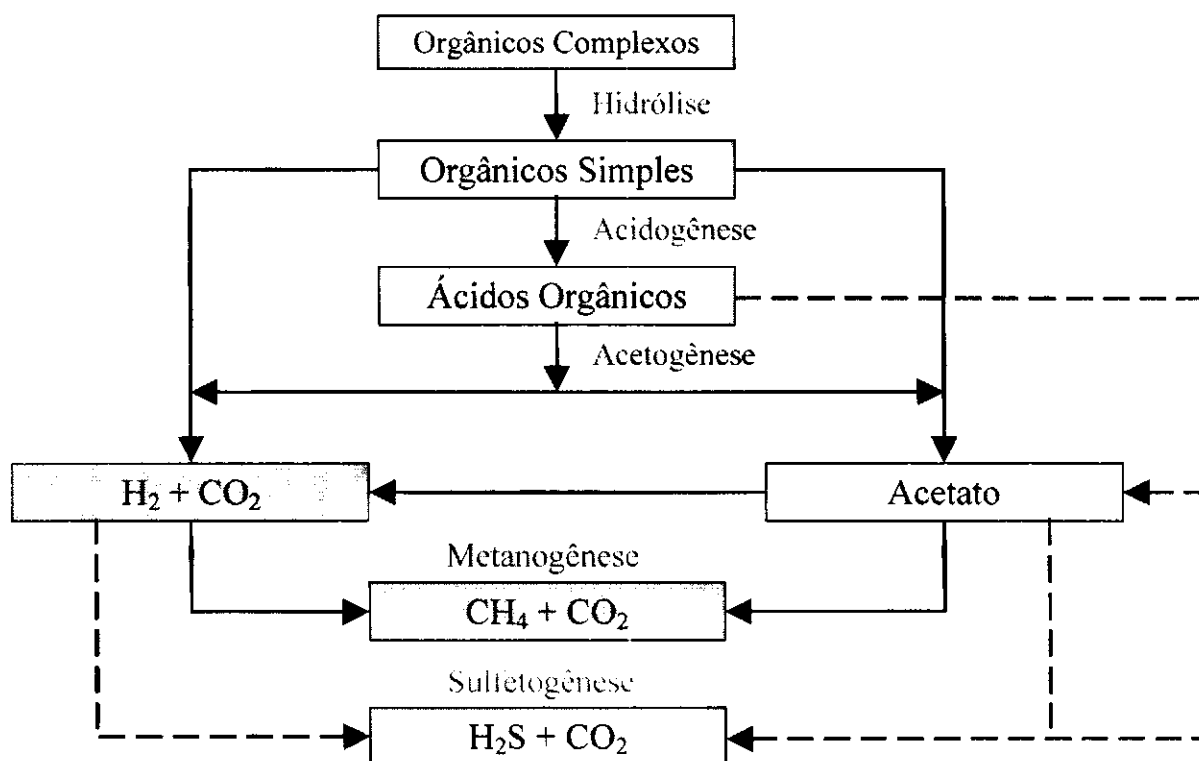 Orgânicos Complexos
Hidrólise
Orgânicos Simples
Acidogênese
Ácidos Orgânicos
Acetogênese
H₂ + CO₂
Acetato
Metanogênese
CH₄ + CO₂
Sulfetogênese
H₂S + CO₂